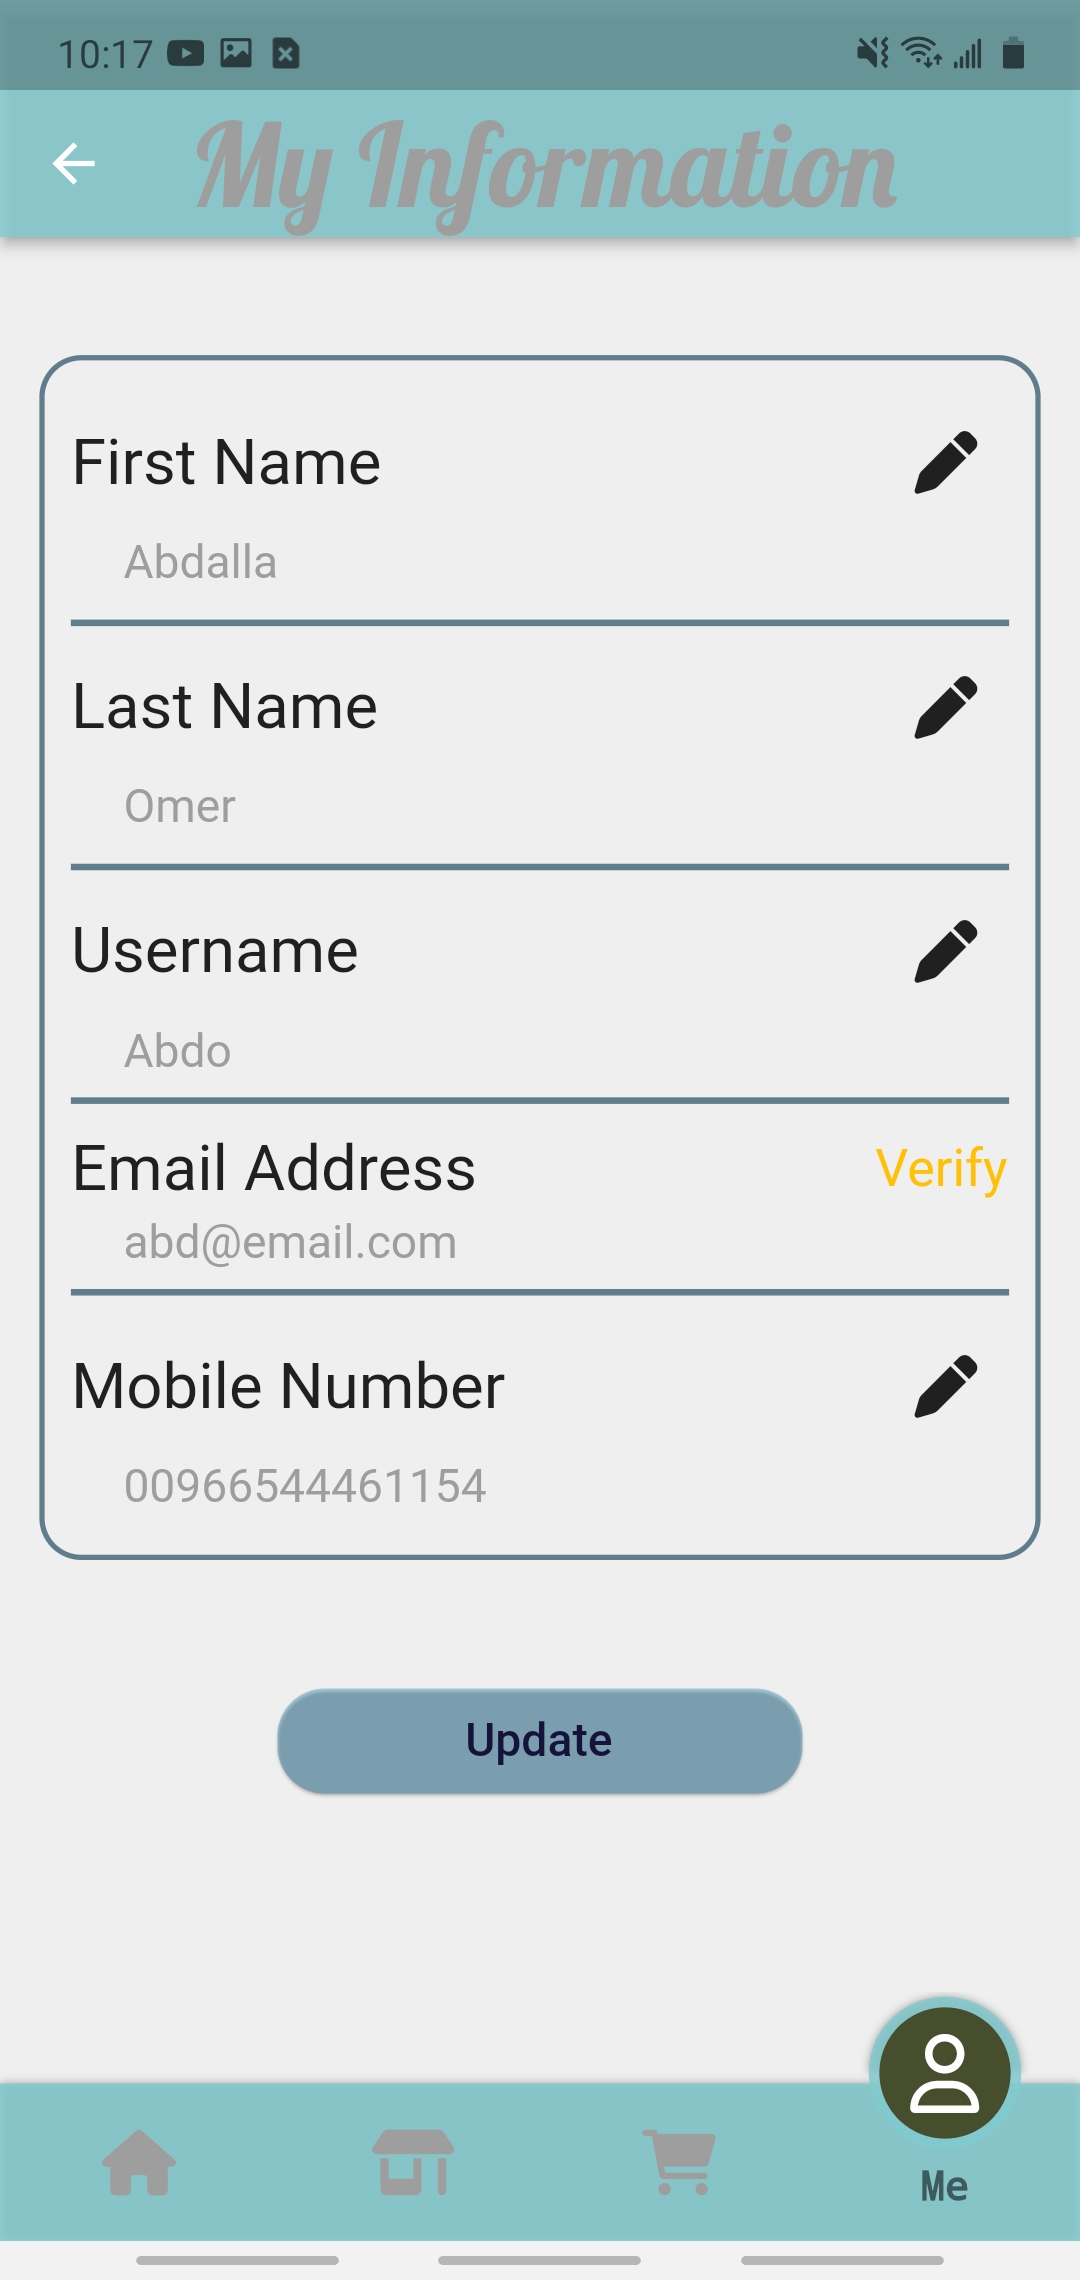 10:17
My Information
First Name
Abdalla
Last Name
Omer
Username
Abdo
Email Address
Verify
abd@email.com
Mobile Number
00966544461154
Update
Me